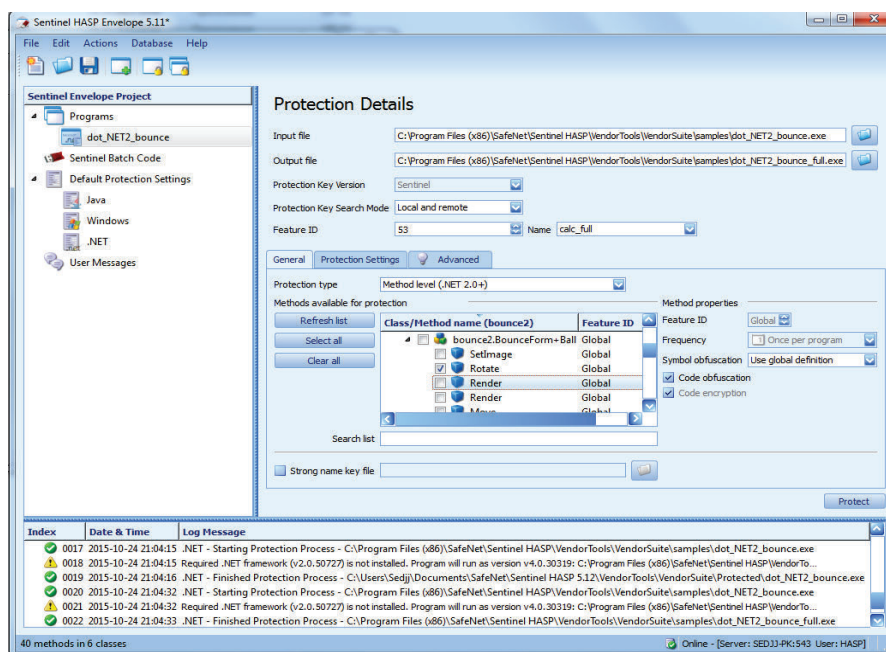 Sentinel HASP Envelope 5.11*
File Edit Actions Database Help
Sentinel Envelope Project
Programs
dot_NET2_bounce
Sentinel Batch Code
Default Protection Settings
Java
Windows
.NET
User Messages
Protection Details
Input file C:\Program Files (x86)\SafeNet\Sentinel HASP\VendorTools\VendorSuite\samples\dot_NET2_bounce.exe
Output file C:\Program Files (x86)\SafeNet\Sentinel HASP\VendorTools\VendorSuite\samples\dot_NET2_bounce_full.exe
Protection Key Version Sentinel
Protection Key Search Mode Local and remote
Feature ID 53 Name calc_full
General Protection Settings Advanced
Protection type Method level (.NET 2.0+)
Methods available for protection
Refresh list
Select all
Clear all
Class/Method name (bounce2) Feature ID
bounce2.BounceForm+Ball Global
SetImage Global
Rotate Global
Render Global
Render Global
Move Global
Method properties
Feature ID Global
Frequency 1 Once per program
Symbol obfuscation Use global definition
Code obfuscation
Code encryption
Search list
Strong name key file
Protect
Index Date & Time Log Message
0017 2015-10-24 21:04:15 .NET - Starting Protection Process - C:\Program Files (x86)\SafeNet\Sentinel HASP\VendorTools\VendorSuite\samples\dot_NET2_bounce.exe
0018 2015-10-24 21:04:15 Required .NET framework (v2.0.50727) is not installed. Program will run as version v4.0.30319: C:\Program Files (x86)\SafeNet\Sentinel HASP\VendorTo...
0019 2015-10-24 21:04:16 .NET - Finished Protection Process - C:\Users\Sedjj\Documents\SafeNet\Sentinel HASP 5.12\VendorTools\VendorSuite\Protected\dot_NET2_bounce.exe
0020 2015-10-24 21:04:32 .NET - Starting Protection Process - C:\Program Files (x86)\SafeNet\Sentinel HASP\VendorTools\VendorSuite\samples\dot_NET2_bounce.exe
0021 2015-10-24 21:04:32 Required .NET framework (v2.0.50727) is not installed. Program will run as version v4.0.30319: C:\Program Files (x86)\SafeNet\Sentinel HASP\VendorTo...
0022 2015-10-24 21:04:33 .NET - Finished Protection Process - C:\Program Files (x86)\SafeNet\Sentinel HASP\VendorTools\VendorSuite\samples\dot_NET2_bounce_full.exe
40 methods in 6 classes
Online - [Server: SEDJJ-PK:543 User: HASP]